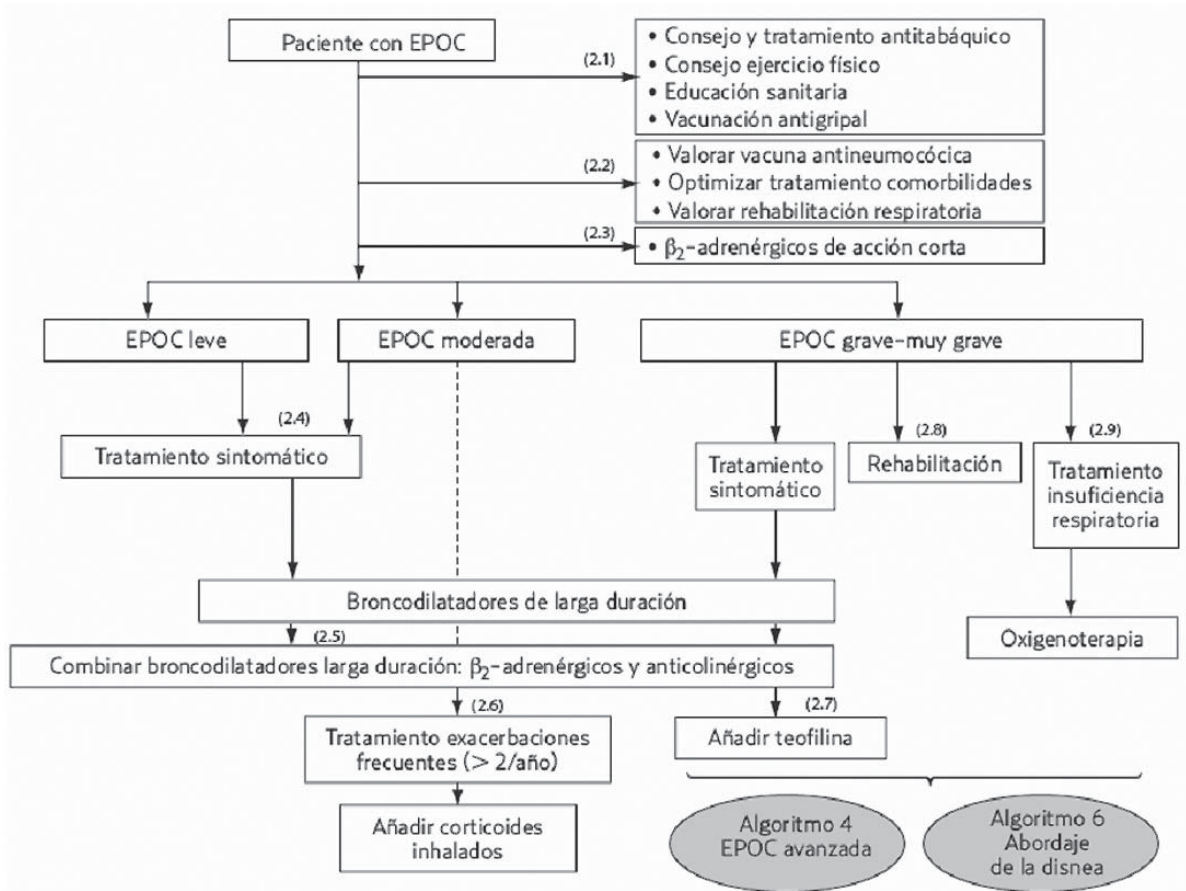 Paciente con EPOC
(2.1)
• Consejo y tratamiento antitabáquico
• Consejo ejercicio físico
• Educación sanitaria
• Vacunación antigripal
(2.2)
• Valorar vacuna antineumocócica
• Optimizar tratamiento comorbilidades
• Valorar rehabilitación respiratoria
(2.3)
• β₂-adrenérgicos de acción corta
EPOC leve
EPOC moderada
EPOC grave-muy grave
(2.4)
Tratamiento sintomático
Tratamiento
sintomático
(2.8)
Rehabilitación
(2.9)
Tratamiento
insuficiencia
respiratoria
Broncodilatadores de larga duración
Oxigenoterapia
(2.5)
Combinar broncodilatadores larga duración: β₂-adrenérgicos y anticolinérgicos
(2.6)
Tratamiento exacerbaciones
frecuentes (> 2/año)
(2.7)
Añadir teofilina
Añadir corticoides
inhalados
Algoritmo 4
EPOC avanzada
Algoritmo 6
Abordaje
de la disnea